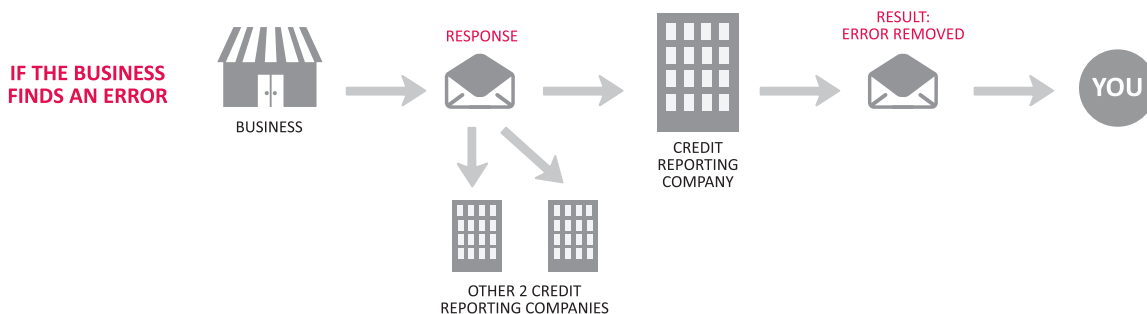 IF THE BUSINESS
FINDS AN ERROR
BUSINESS
RESPONSE
OTHER 2 CREDIT
REPORTING COMPANIES
CREDIT
REPORTING
COMPANY
RESULT:
ERROR REMOVED
YOU